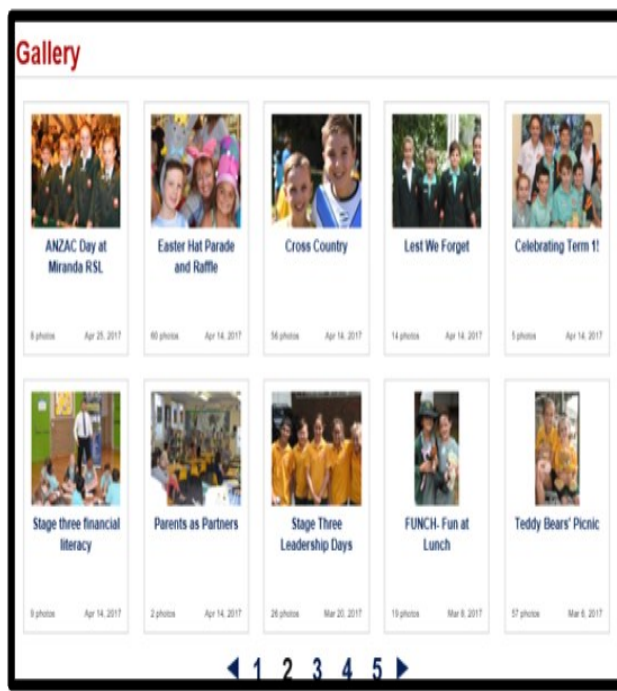 Gallery
ANZAC Day at
Miranda RSL
8 photos Apr 25, 2017
Easter Hat Parade
and Raffle
60 photos Apr 14, 2017
Cross Country
56 photos Apr 14, 2017
Lest We Forget
14 photos Apr 14, 2017
Celebrating Term 1!
5 photos Apr 14, 2017
Stage three financial
literacy
9 photos Apr 14, 2017
Parents as Partners
2 photos Apr 14, 2017
Stage Three
Leadership Days
26 photos Mar 20, 2017
FUNCH- Fun at
Lunch
19 photos Mar 8, 2017
Teddy Bears' Picnic
57 photos Mar 6, 2017
1 2 3 4 5